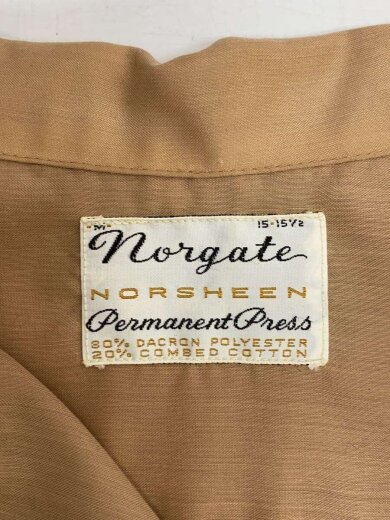 "M" 15-15½
Norgate
NORSHEEN
Permanent Press
80% DACRON POLYESTER
20% COMBED COTTON